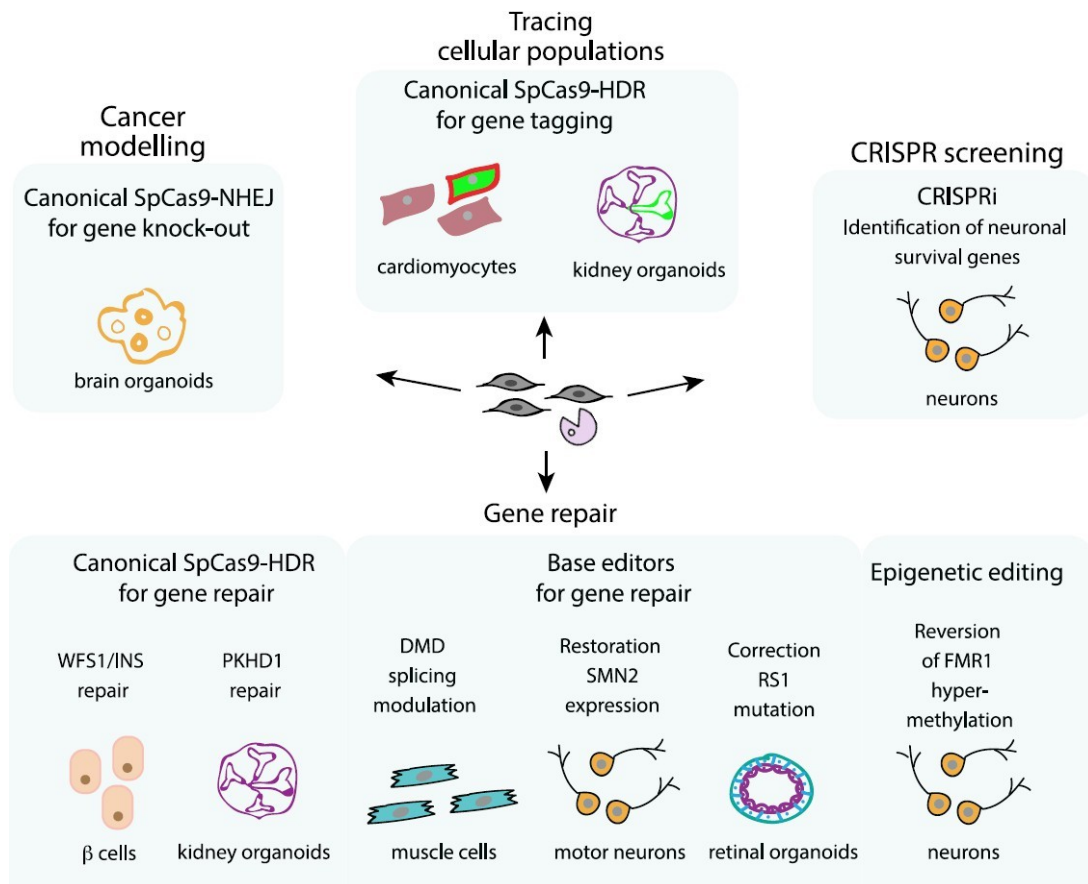 Tracing
cellular populations
Canonical SpCas9-HDR
for gene tagging
cardiomyocytes
kidney organoids
Cancer
modelling
Canonical SpCas9-NHEJ
for gene knock-out
brain organoids
CRISPR screening
CRISPRi
Identification of neuronal
survival genes
neurons
Gene repair
Canonical SpCas9-HDR
for gene repair
WFS1/INS
repair
β cells
PKHD1
repair
kidney organoids
Base editors
for gene repair
DMD
splicing
modulation
muscle cells
Restoration
SMN2
expression
motor neurons
Correction
RS1
mutation
retinal organoids
Epigenetic editing
Reversion
of FMR1
hyper-
methylation
neurons